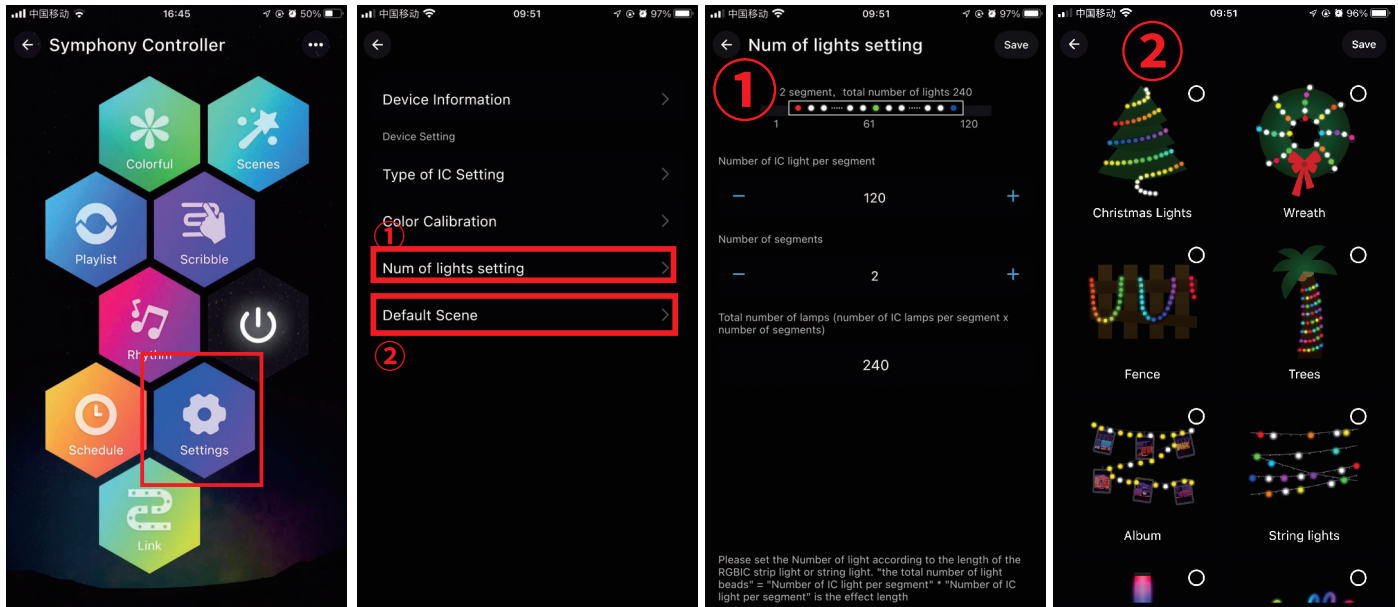 中国移动 16:45 50%
Symphony Controller
Colorful
Scenes
Playlist
Scribble
Rhythm
Schedule
Settings
Link
中国移动 09:51 97%
Device Information
Device Setting
Type of IC Setting
Color Calibration
①
Num of lights setting
Default Scene
②
中国移动 09:51 97%
Num of lights setting Save
①
2 segment, total number of lights 240
1 61 120
Number of IC light per segment
− 120 +
Number of segments
− 2 +
Total number of lamps (number of IC lamps per segment x
number of segments)
240
Please set the Number of light according to the length of the
RGBIC strip light or string light. "the total number of light
beads" = "Number of IC light per segment" * "Number of IC
light per segment" is the effect length
中国移动 09:51 96%
② Save
Christmas Lights
Wreath
Fence
Trees
Album
String lights